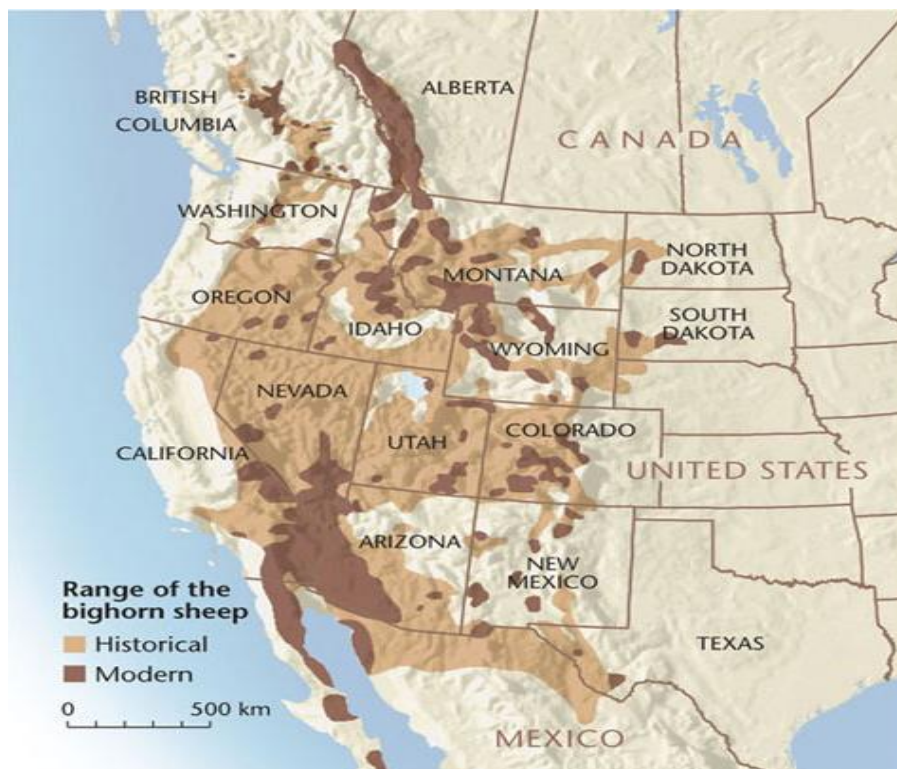 ALBERTA
BRITISH
COLUMBIA
CANADA
WASHINGTON
NORTH
DAKOTA
MONTANA
OREGON
SOUTH
DAKOTA
IDAHO
WYOMING
NEVADA
COLORADO
UTAH
CALIFORNIA
UNITED STATES
ARIZONA
NEW
MEXICO
TEXAS
MEXICO
Range of the
bighorn sheep
Historical
Modern
0 500 km